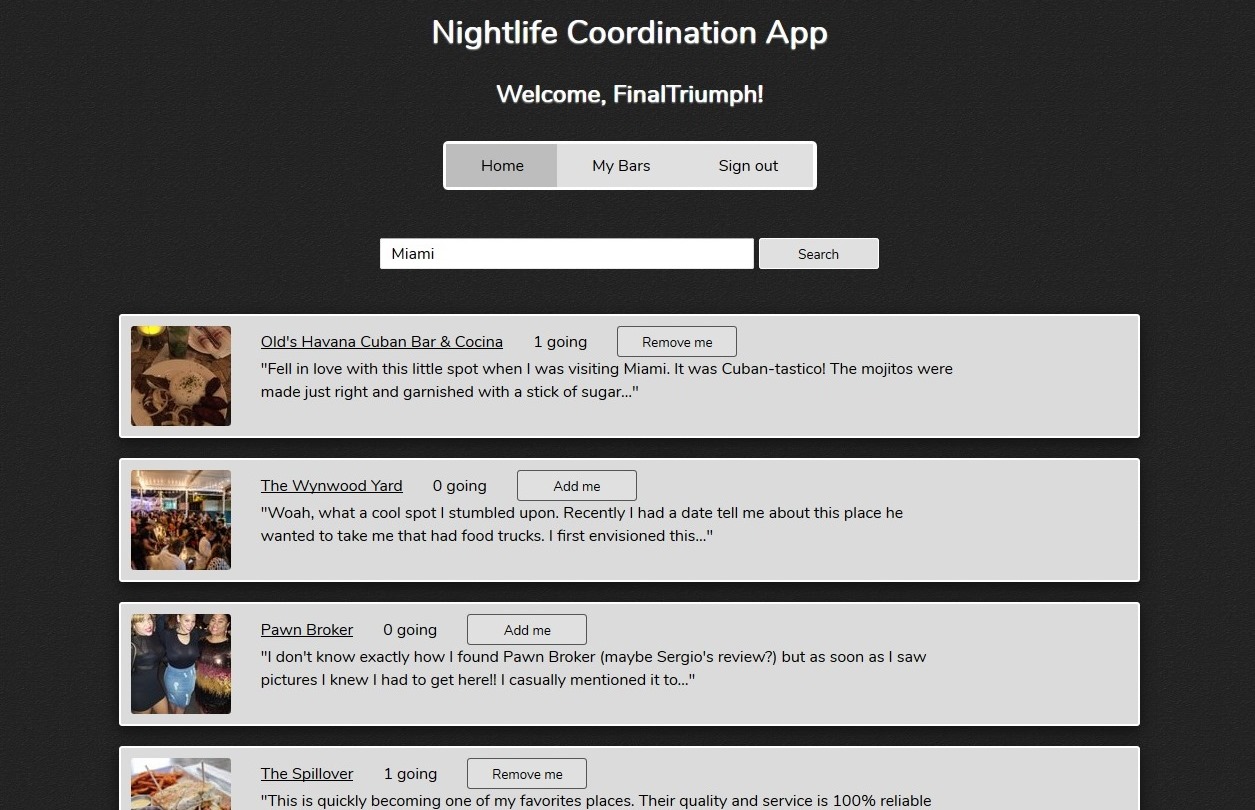 Nightlife Coordination App
Welcome, FinalTriumph!
Home My Bars Sign out
Miami Search
Old's Havana Cuban Bar & Cocina 1 going Remove me
"Fell in love with this little spot when I was visiting Miami. It was Cuban-tastico! The mojitos were
made just right and garnished with a stick of sugar..."
The Wynwood Yard 0 going Add me
"Woah, what a cool spot I stumbled upon. Recently I had a date tell me about this place he
wanted to take me that had food trucks. I first envisioned this..."
Pawn Broker 0 going Add me
"I don't know exactly how I found Pawn Broker (maybe Sergio's review?) but as soon as I saw
pictures I knew I had to get here!! I casually mentioned it to..."
The Spillover 1 going Remove me
"This is quickly becoming one of my favorites places. Their quality and service is 100% reliable